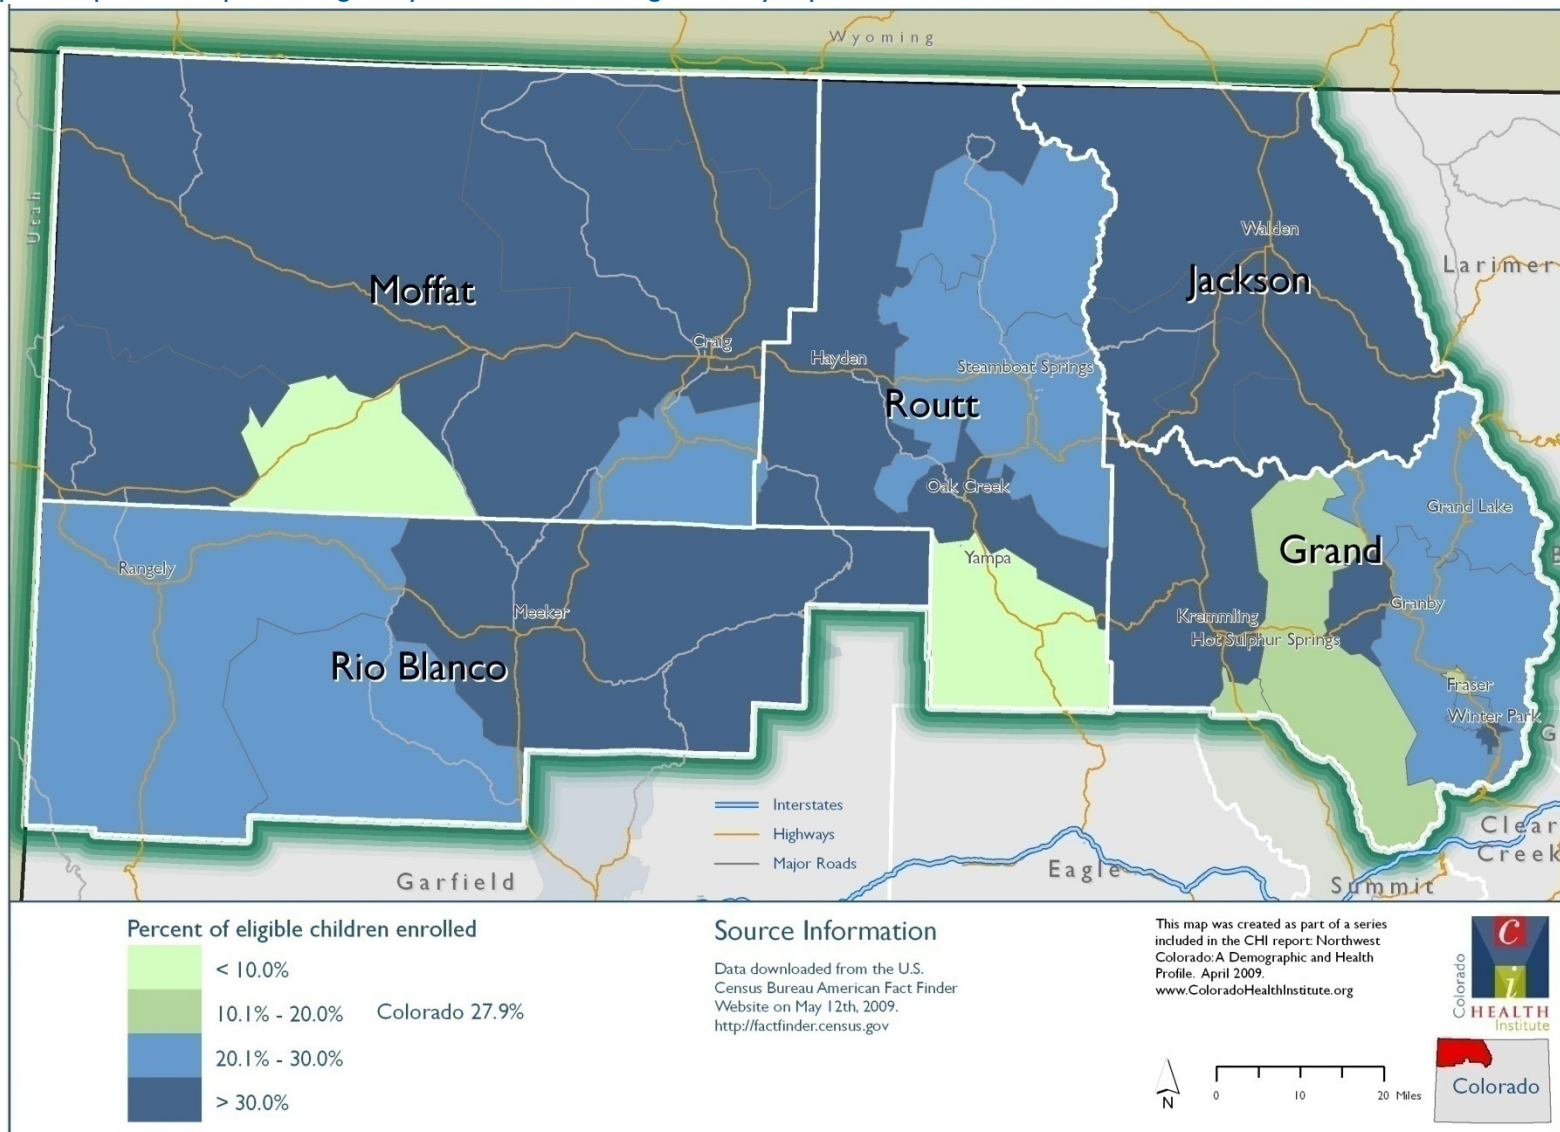 Wyoming
Utah
Walden
Larimer
Moffat
Jackson
Craig
Hayden
Steamboat Springs
Routt
Oak Creek
Grand Lake
Grand
Yampa
Rangely
Granby
Meeker
Kremmling
Hot Sulphur Springs
Rio Blanco
Fraser
Winter Park
G
Interstates
Highways
Major Roads
Clear
Creek
Eagle
Garfield
Summit
Percent of eligible children enrolled
< 10.0%
10.1% - 20.0%
Colorado 27.9%
20.1% - 30.0%
> 30.0%
Source Information
Data downloaded from the U.S.
Census Bureau American Fact Finder
Website on May 12th, 2009.
http://factfinder.census.gov
This map was created as part of a series
included in the CHI report: Northwest
Colorado: A Demographic and Health
Profile. April 2009.
www.ColoradoHealthInstitute.org
c
i
Colorado
HEALTH
Institute
N
0 10 20 Miles
Colorado